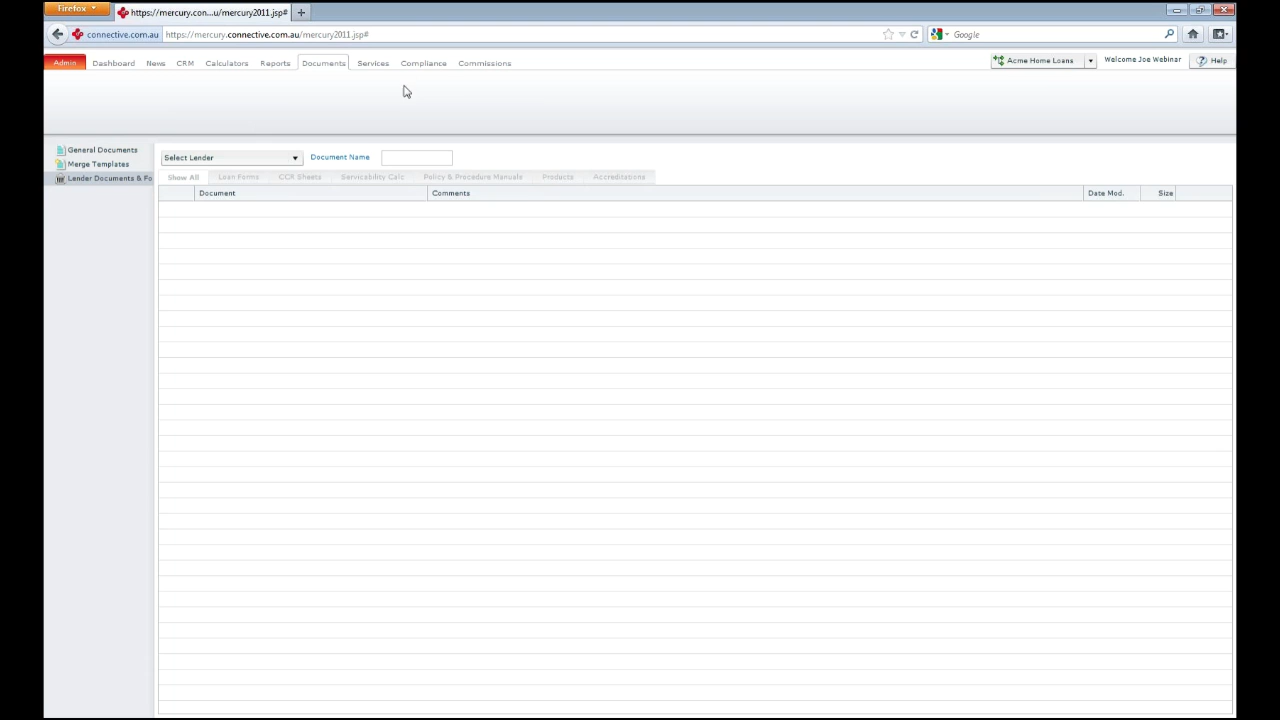 Firefox
https://mercury.con...u/mercury2011.jsp#
connective.com.au https://mercury.connective.com.au/mercury2011.jsp#
Google
Admin Dashboard News CRM Calculators Reports Documents Services Compliance Commissions
Acme Home Loans Welcome Joe Webinar Help
General Documents
Merge Templates
Lender Documents & Fo
Select Lender Document Name
Show All Loan Forms CCR Sheets Servicability Calc Policy & Procedure Manuals Products Accreditations
Document Comments Date Mod. Size